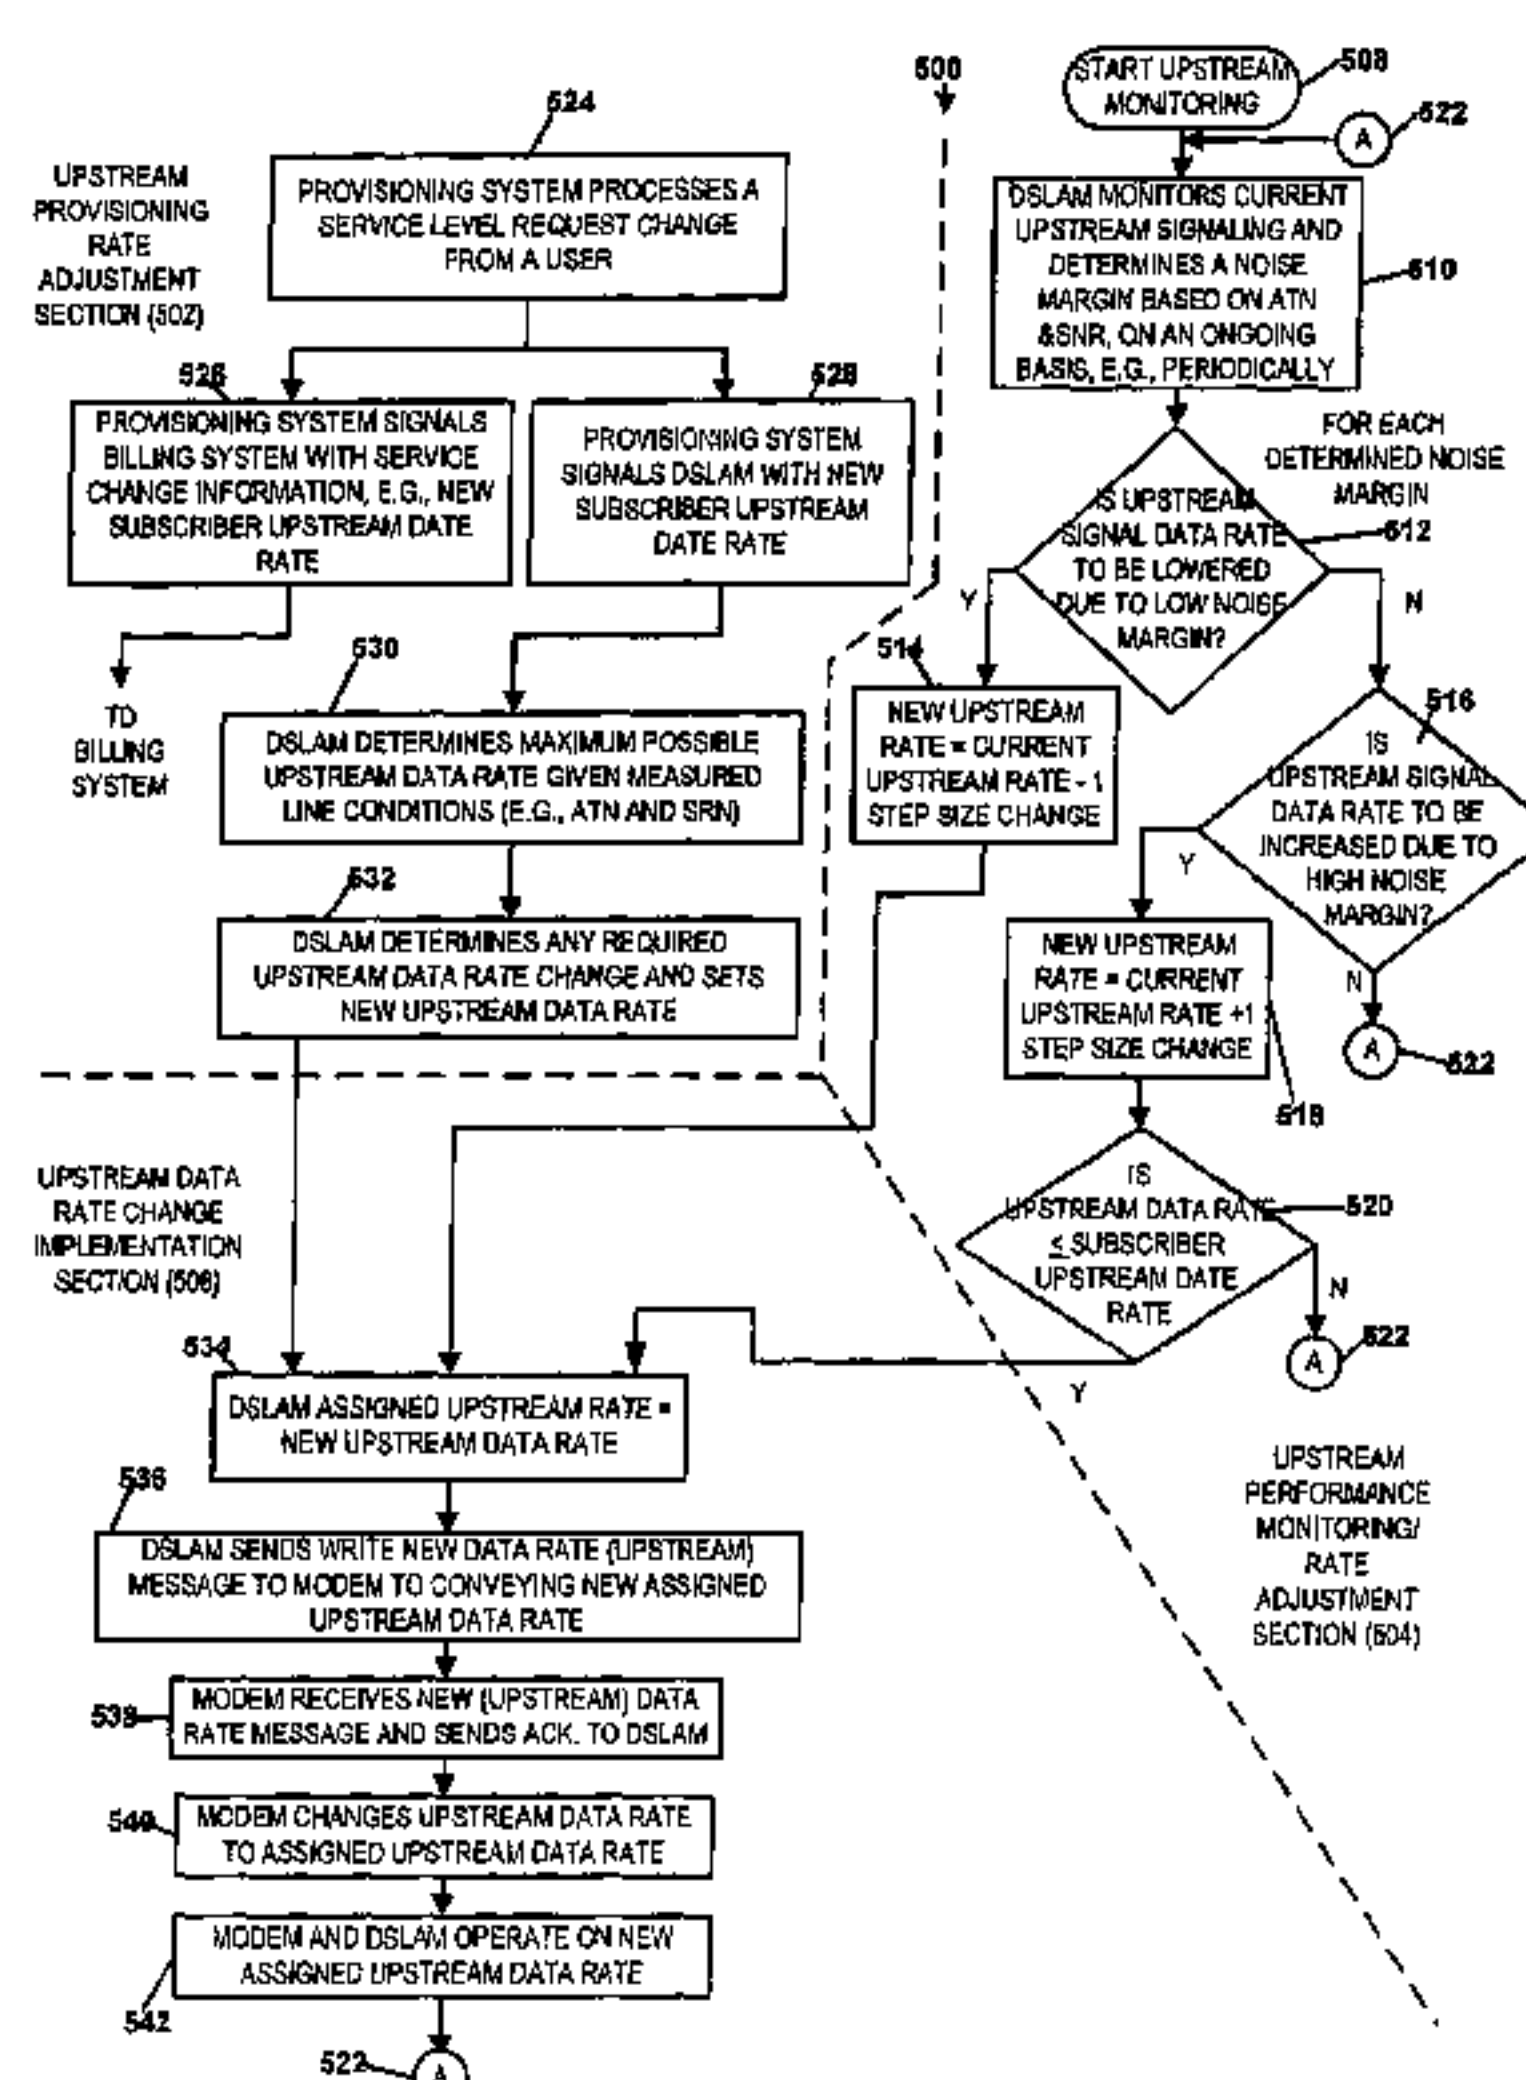 500
START UPSTREAM
MONITORING
508
A
522
524
UPSTREAM
PROVISIONING
RATE
ADJUSTMENT
SECTION (502)
PROVISIONING SYSTEM PROCESSES A
SERVICE LEVEL REQUEST CHANGE
FROM A USER
DSLAM MONITORS CURRENT
UPSTREAM SIGNALING AND
DETERMINES A NOISE
MARGIN BASED ON ATN
&SNR, ON AN ONGOING
BASIS, E.G., PERIODICALLY
510
526
PROVISIONING SYSTEM SIGNALS
BILLING SYSTEM WITH SERVICE
CHANGE INFORMATION, E.G., NEW
SUBSCRIBER UPSTREAM DATE
RATE
528
PROVISIONING SYSTEM
SIGNALS DSLAM WITH NEW
SUBSCRIBER UPSTREAM
DATE RATE
FOR EACH
DETERMINED NOISE
MARGIN
IS UPSTREAM
SIGNAL DATA RATE
TO BE LOWERED
DUE TO LOW NOISE
MARGIN?
512
Y
N
TO
BILLING
SYSTEM
530
DSLAM DETERMINES MAXIMUM POSSIBLE
UPSTREAM DATA RATE GIVEN MEASURED
LINE CONDITIONS (E.G., ATN AND SRN)
514
NEW UPSTREAM
RATE = CURRENT
UPSTREAM RATE - 1
STEP SIZE CHANGE
516
IS
UPSTREAM SIGNAL
DATA RATE TO BE
INCREASED DUE TO
HIGH NOISE
MARGIN?
Y
N
A
522
532
DSLAM DETERMINES ANY REQUIRED
UPSTREAM DATA RATE CHANGE AND SETS
NEW UPSTREAM DATA RATE
NEW UPSTREAM
RATE = CURRENT
UPSTREAM RATE +1
STEP SIZE CHANGE
518
UPSTREAM DATA
RATE CHANGE
IMPLEMENTATION
SECTION (506)
IS
UPSTREAM DATA RATE
≤ SUBSCRIBER
UPSTREAM DATE
RATE
520
N
A
522
Y
534
DSLAM ASSIGNED UPSTREAM RATE =
NEW UPSTREAM DATA RATE
536
DSLAM SENDS WRITE NEW DATA RATE (UPSTREAM)
MESSAGE TO MODEM TO CONVEYING NEW ASSIGNED
UPSTREAM DATA RATE
UPSTREAM
PERFORMANCE
MONITORING/
RATE
ADJUSTMENT
SECTION (504)
538
MODEM RECEIVES NEW (UPSTREAM) DATA
RATE MESSAGE AND SENDS ACK. TO DSLAM
540
MODEM CHANGES UPSTREAM DATA RATE
TO ASSIGNED UPSTREAM DATA RATE
MODEM AND DSLAM OPERATE ON NEW
ASSIGNED UPSTREAM DATA RATE
542
522
A